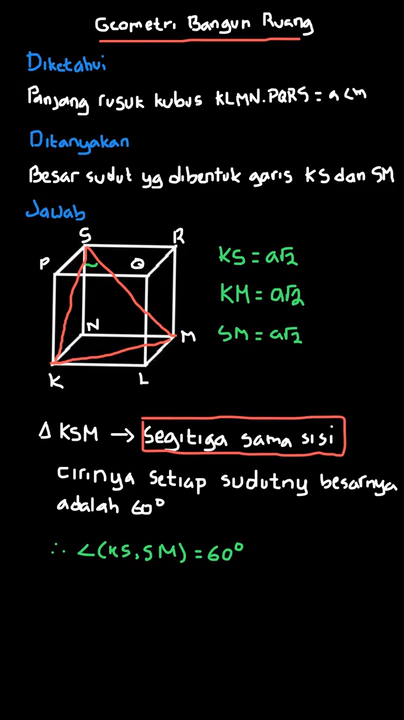 Geometri Bangun Ruang
Diketahui
Panjang rusuk kubus KLMN.PQRS = a cm
Ditanyakan
Besar sudut yg dibentuk garis KS dan SM
Jawab
S
R
P
Q
KS = a√2
KM = a√2
N
M
SM = a√2
K
L
Δ KSM → Segitiga sama sisi
Cirinya setiap sudutny besarnya
adalah 60°
∴ ∠(KS, SM) = 60°